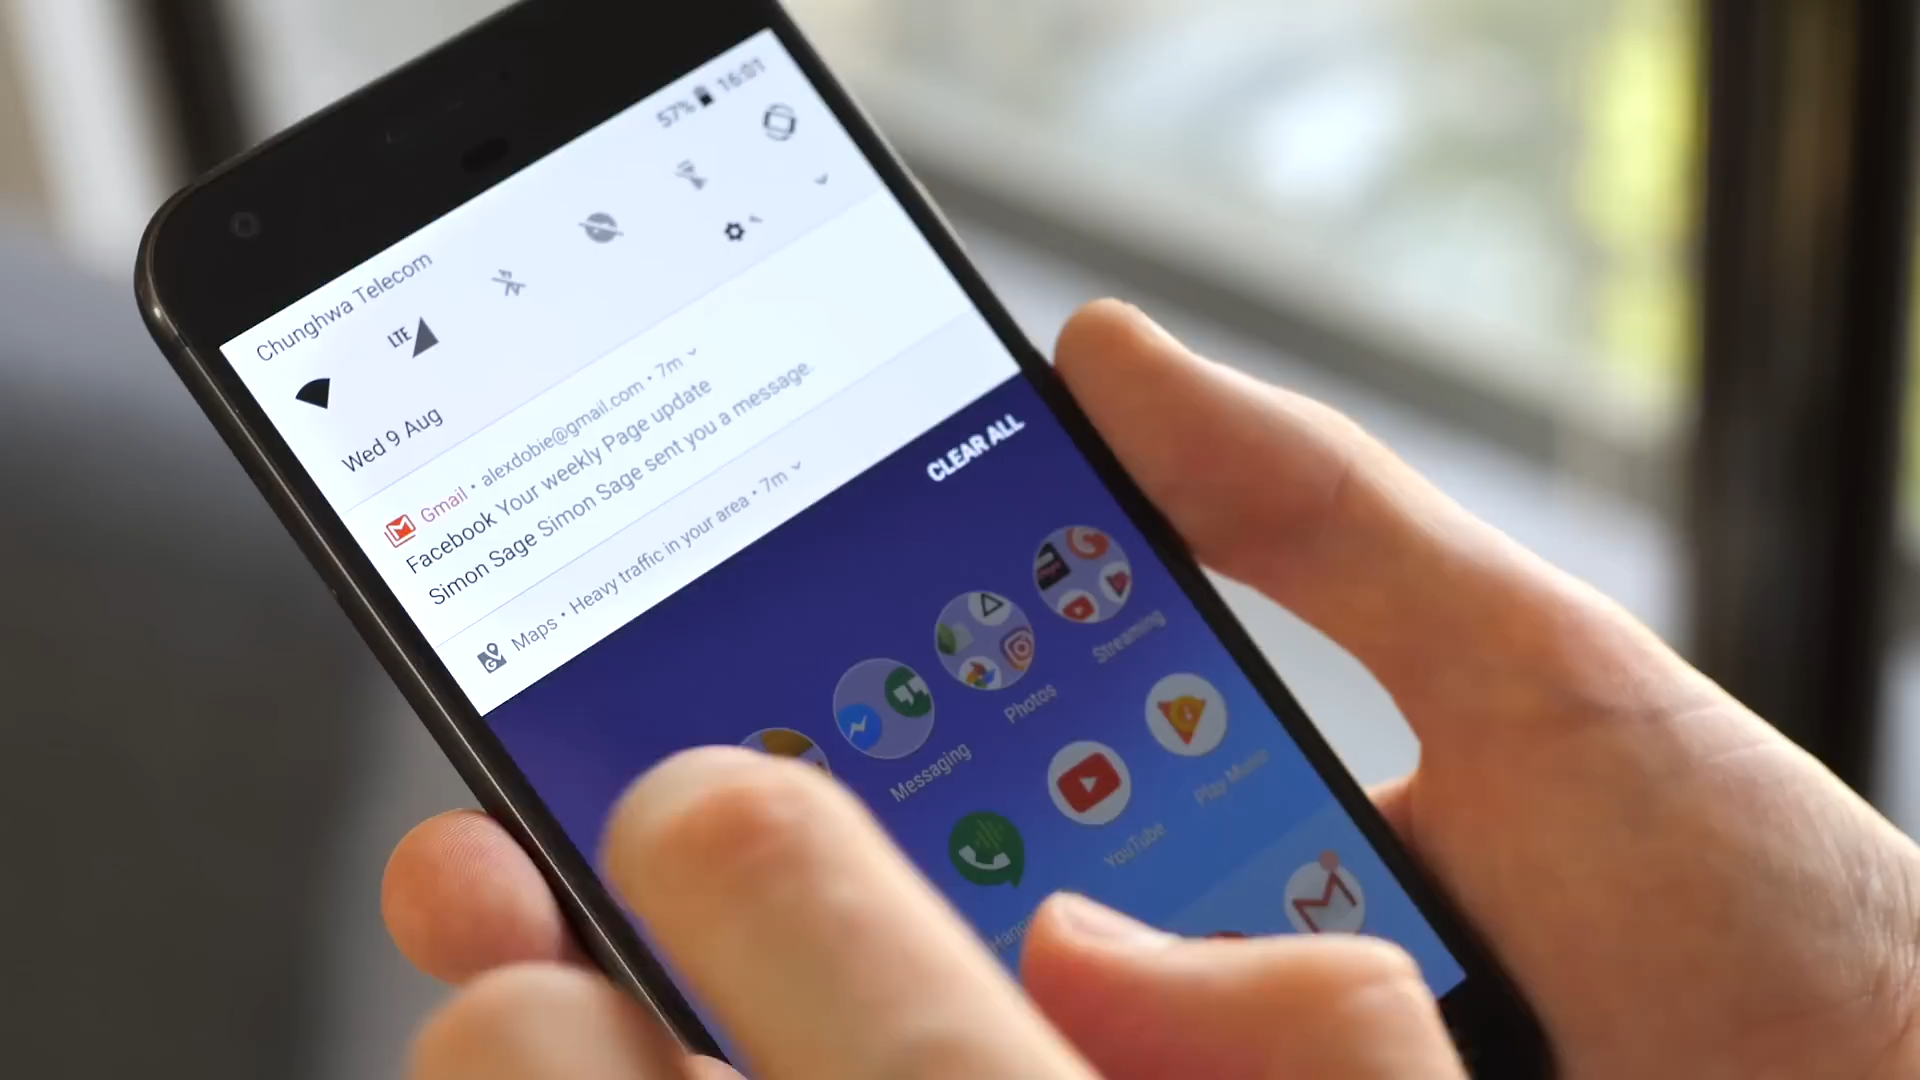 57% 16:01
Chunghwa Telecom
LTE
Wed 9 Aug
Gmail • alexdobie@gmail.com • 7m
Facebook Your weekly Page update
Simon Sage Simon Sage sent you a message.
Maps • Heavy traffic in your area • 7m
CLEAR ALL
Messaging
Photos
Streaming
YouTube
Play Music